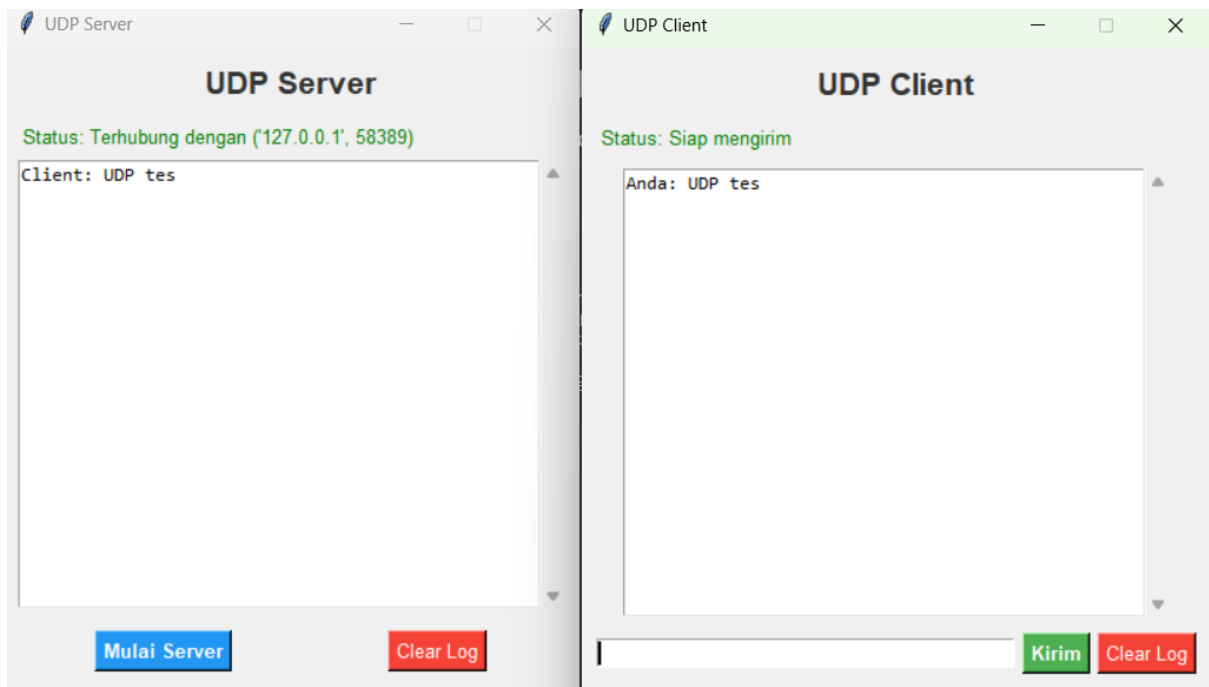 UDP Server
UDP Server
Status: Terhubung dengan ('127.0.0.1', 58389)
Client: UDP tes
Mulai Server
Clear Log
UDP Client
UDP Client
Status: Siap mengirim
Anda: UDP tes
Kirim
Clear Log